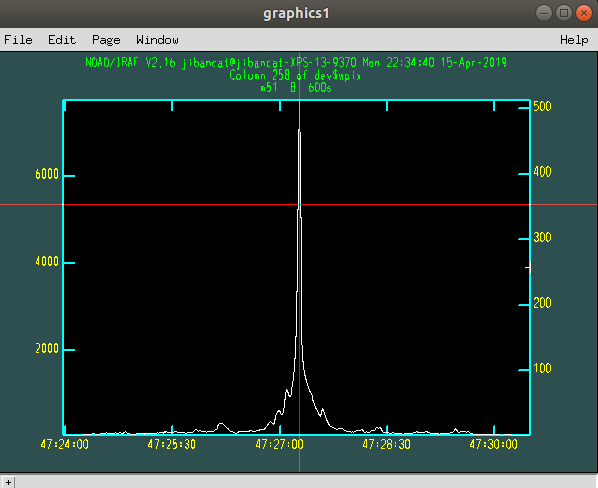 graphics1
File Edit Page Window Help
NOAO/IRAF V2.16 jibancat@jibancat-XPS-13-9370 Mon 22:34:40 15-Apr-2019
Column 258 of dev$wpix
m51 B 600s
500
6000
400
300
4000
200
2000
100
47:24:00 47:25:30 47:27:00 47:28:30 47:30:00
+